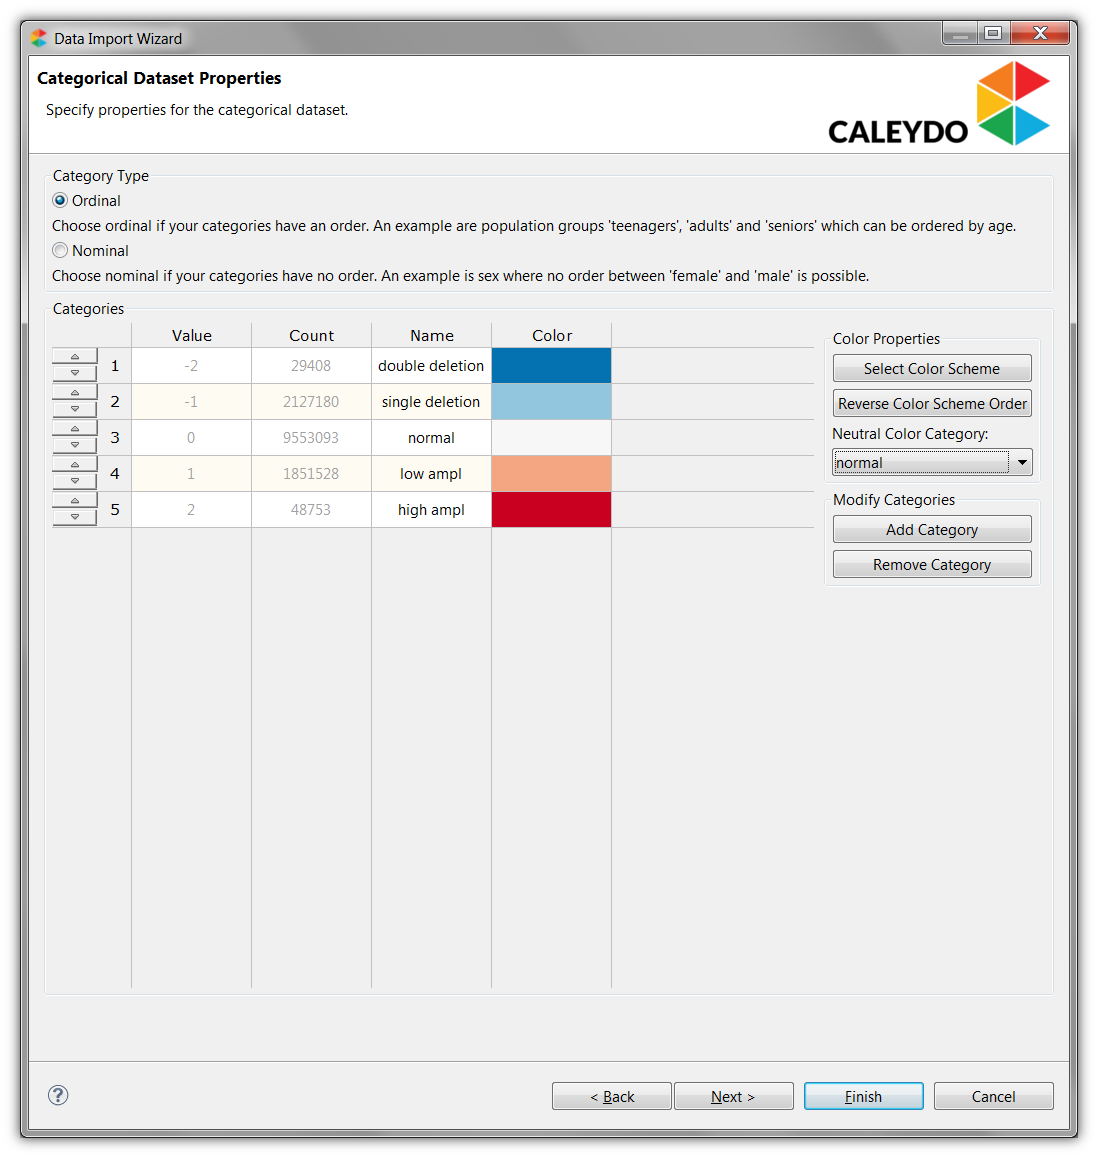 Data Import Wizard
Categorical Dataset Properties
Specify properties for the categorical dataset.
CALEYDO
Category Type
Ordinal
Choose ordinal if your categories have an order. An example are population groups 'teenagers', 'adults' and 'seniors' which can be ordered by age.
Nominal
Choose nominal if your categories have no order. An example is sex where no order between 'female' and 'male' is possible.
Categories
Value Count Name Color
1 -2 29408 double deletion
2 -1 2127180 single deletion
3 0 9553093 normal
4 1 1851528 low ampl
5 2 48753 high ampl
Color Properties
Select Color Scheme
Reverse Color Scheme Order
Neutral Color Category:
normal
Modify Categories
Add Category
Remove Category
? < Back Next > Finish Cancel